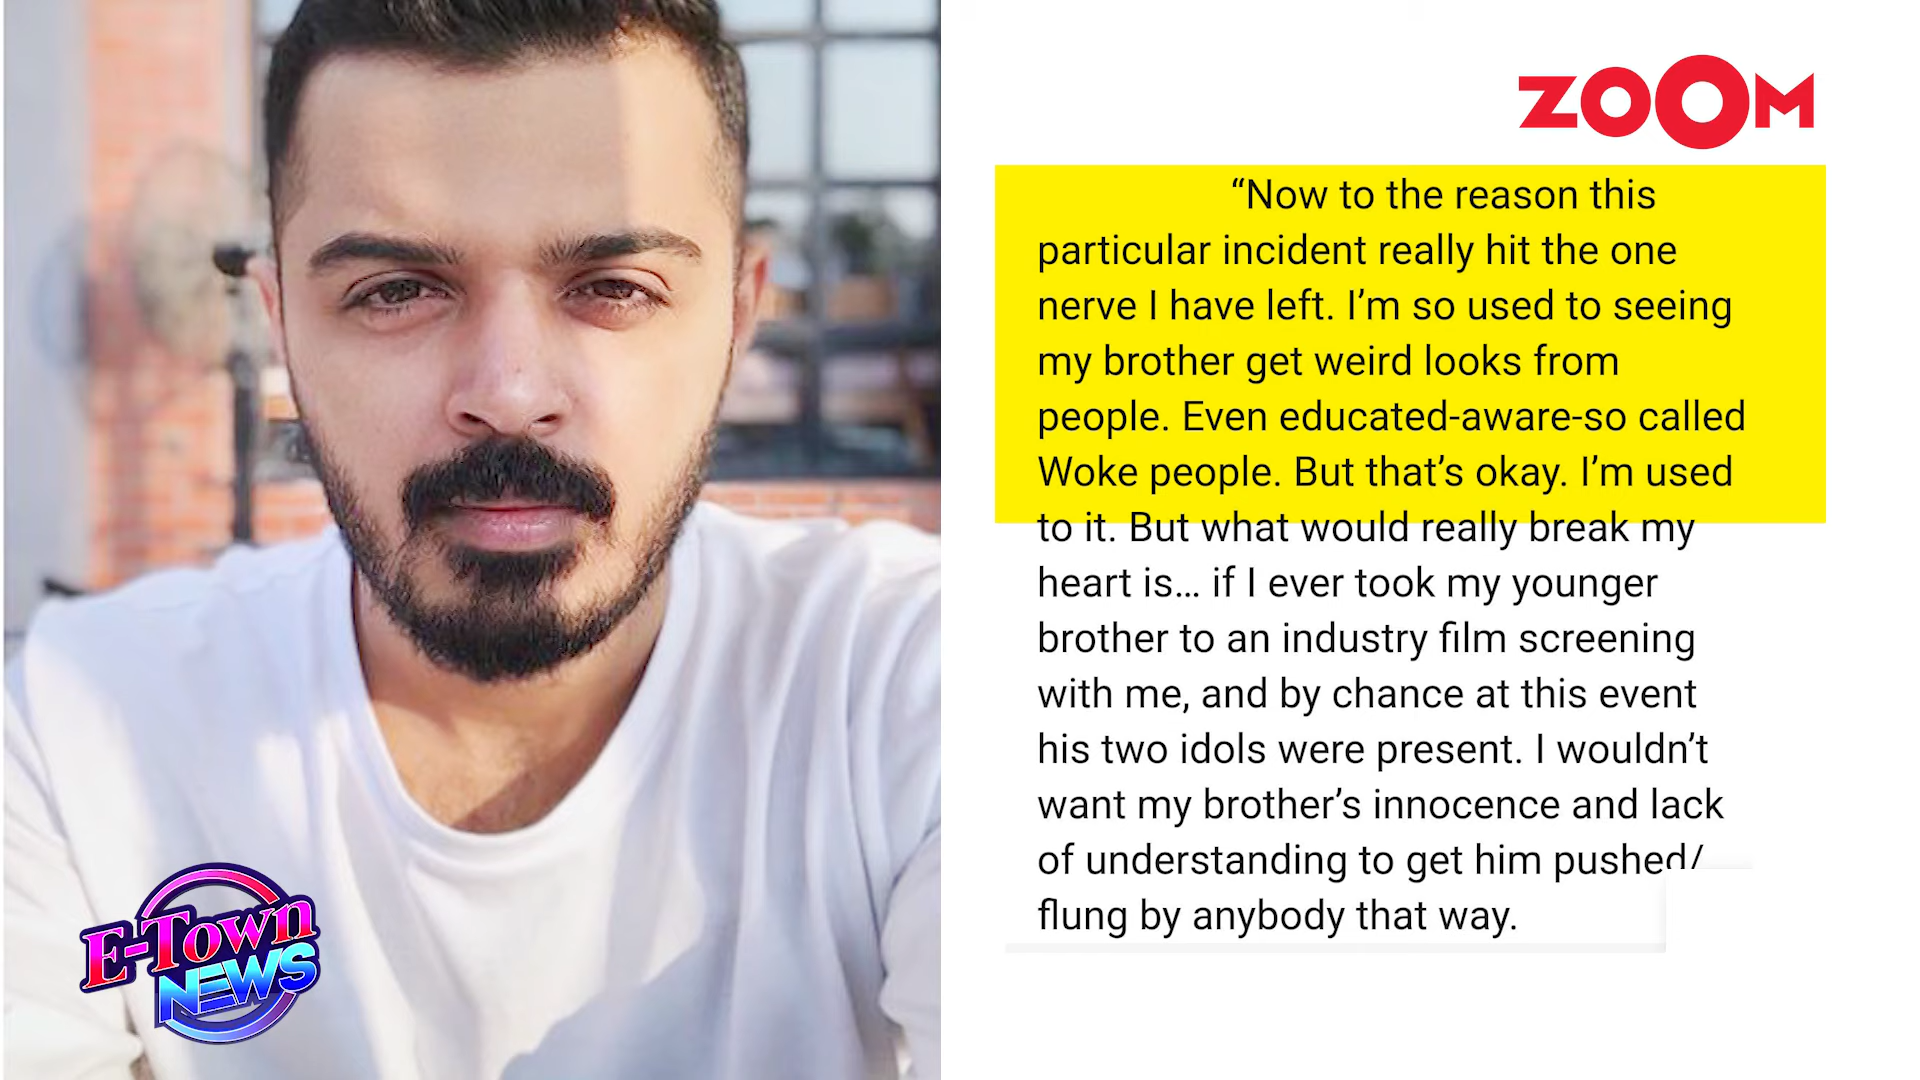 ZOOM
“Now to the reason this
particular incident really hit the one
nerve I have left. I’m so used to seeing
my brother get weird looks from
people. Even educated-aware-so called
Woke people. But that’s okay. I’m used
to it. But what would really break my
heart is... if I ever took my younger
brother to an industry film screening
with me, and by chance at this event
his two idols were present. I wouldn’t
want my brother’s innocence and lack
of understanding to get him pushed/
flung by anybody that way.
E-Town
NEWS